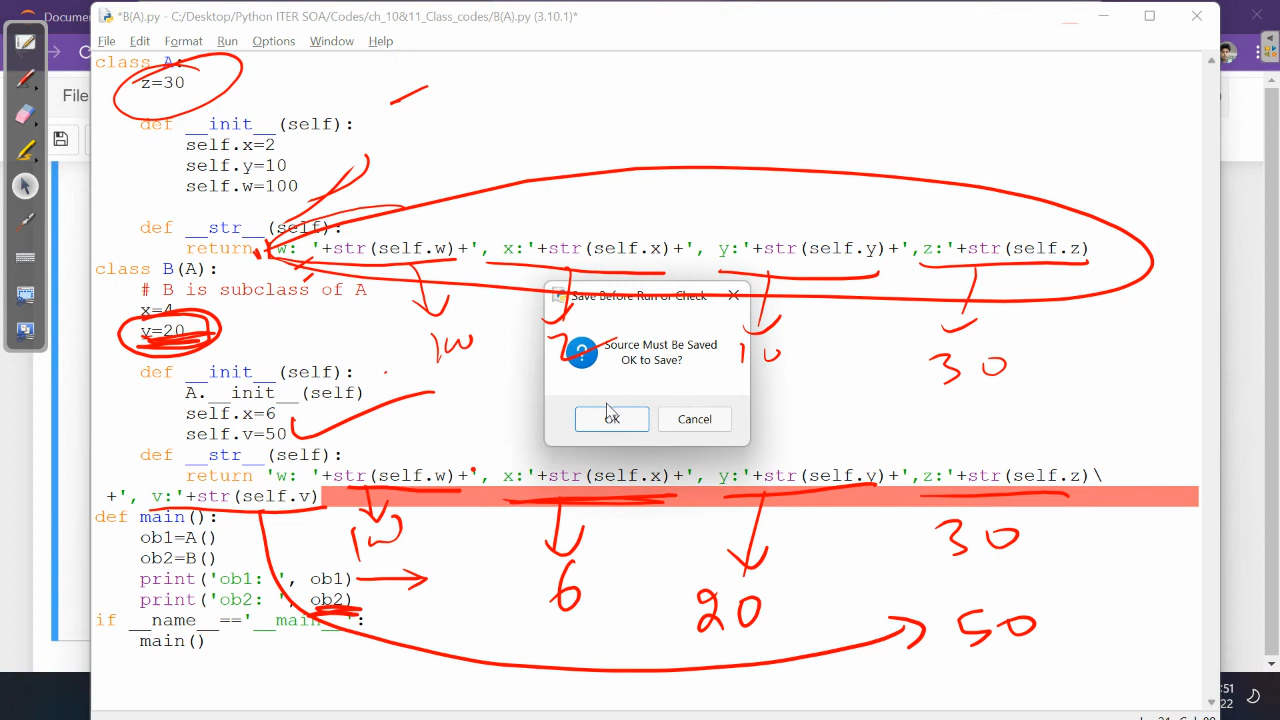 Docume
*B(A).py - C:/Desktop/Python ITER SOA/Codes/ch_10&11_Class_codes/B(A).py (3.10.1)*
File Edit Format Run Options Window Help
File
class A:
z=30
def __init__(self):
self.x=2
self.y=10
self.w=100
def __str__(self):
return 'w: '+str(self.w)+', x:'+str(self.x)+', y:'+str(self.y)+',z:'+str(self.z)
class B(A):
# B is subclass of A
x=4
y=20
def __init__(self):
A.__init__(self)
self.x=6
self.v=50
def __str__(self):
return 'w: '+str(self.w)+', x:'+str(self.x)+', y:'+str(self.y)+',z:'+str(self.z)\
+', v:'+str(self.v)
def main():
ob1=A()
ob2=B()
print('ob1: ', ob1)
print('ob2: ', ob2)
if __name__=='__main__':
main()
Save Before Run or Check
Source Must Be Saved
OK to Save?
OK Cancel
100 2 10 30
100 6 20 30
50
:51
22